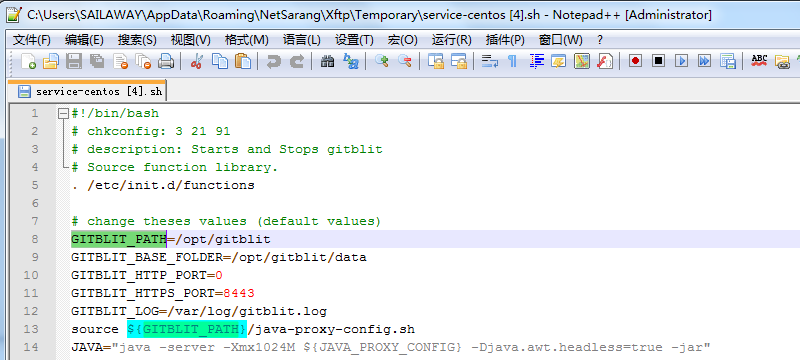 C:\Users\SAILAWAY\AppData\Roaming\NetSarang\Xftp\Temporary\service-centos [4].sh - Notepad++ [Administrator]
文件(F) 编辑(E) 搜索(S) 视图(V) 格式(M) 语言(L) 设置(T) 宏(O) 运行(R) 插件(P) 窗口(W) ?
service-centos [4].sh
1 #!/bin/bash
2 # chkconfig: 3 21 91
3 # description: Starts and Stops gitblit
4 # Source function library.
5 . /etc/init.d/functions
6
7 # change theses values (default values)
8 GITBLIT_PATH=/opt/gitblit
9 GITBLIT_BASE_FOLDER=/opt/gitblit/data
10 GITBLIT_HTTP_PORT=0
11 GITBLIT_HTTPS_PORT=8443
12 GITBLIT_LOG=/var/log/gitblit.log
13 source ${GITBLIT_PATH}/java-proxy-config.sh
14 JAVA="java -server -Xmx1024M ${JAVA_PROXY_CONFIG} -Djava.awt.headless=true -jar"